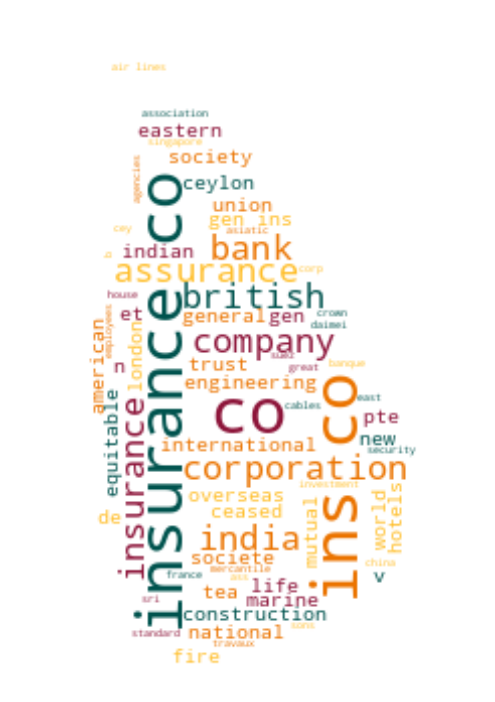 air lines
association
eastern
singapore
society
agencies
ceylon
insurance co
union
gen ins
cey
asiatic
indian
bank
b
assurance
corp
house
british
et
general
gen
crown
daimei
employees
american
london
company
suez
n
trust
great
banque
engineering
equitable
insurance
co
cables
east
ins co
pte
new
international
security
corporation
investment
overseas
ceased
de
mutual
world
hotels
india
societe
china
mercantile
france
ass
v
tea
life
sri
marine
construction
standard
national
sons
travaux
fire